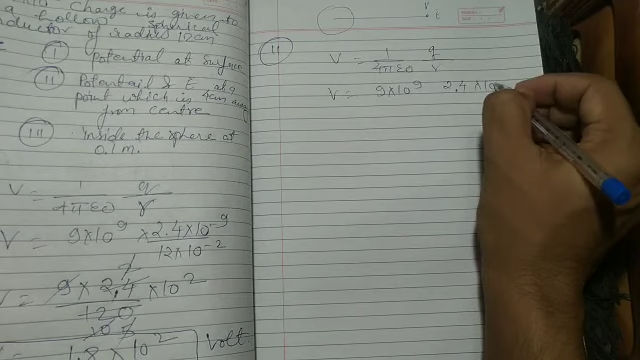 Charge is given to
a hollow spherical
conductor of radius 12cm
(I) potential at surface
(II) Potentail & E at a
point which is away
from centre
(III) inside the sphere at
0.1 m.
V = 1/4πε0 q/r
V = 9×10^9 × 2.4×10^-9 / 12×10^-2
= 9 × 2.4 / 120 × 10^2
1.8 × 10^2 Volt.
(II) V = 1/4πε0 q/r
V = 9×10^9 2.4×10